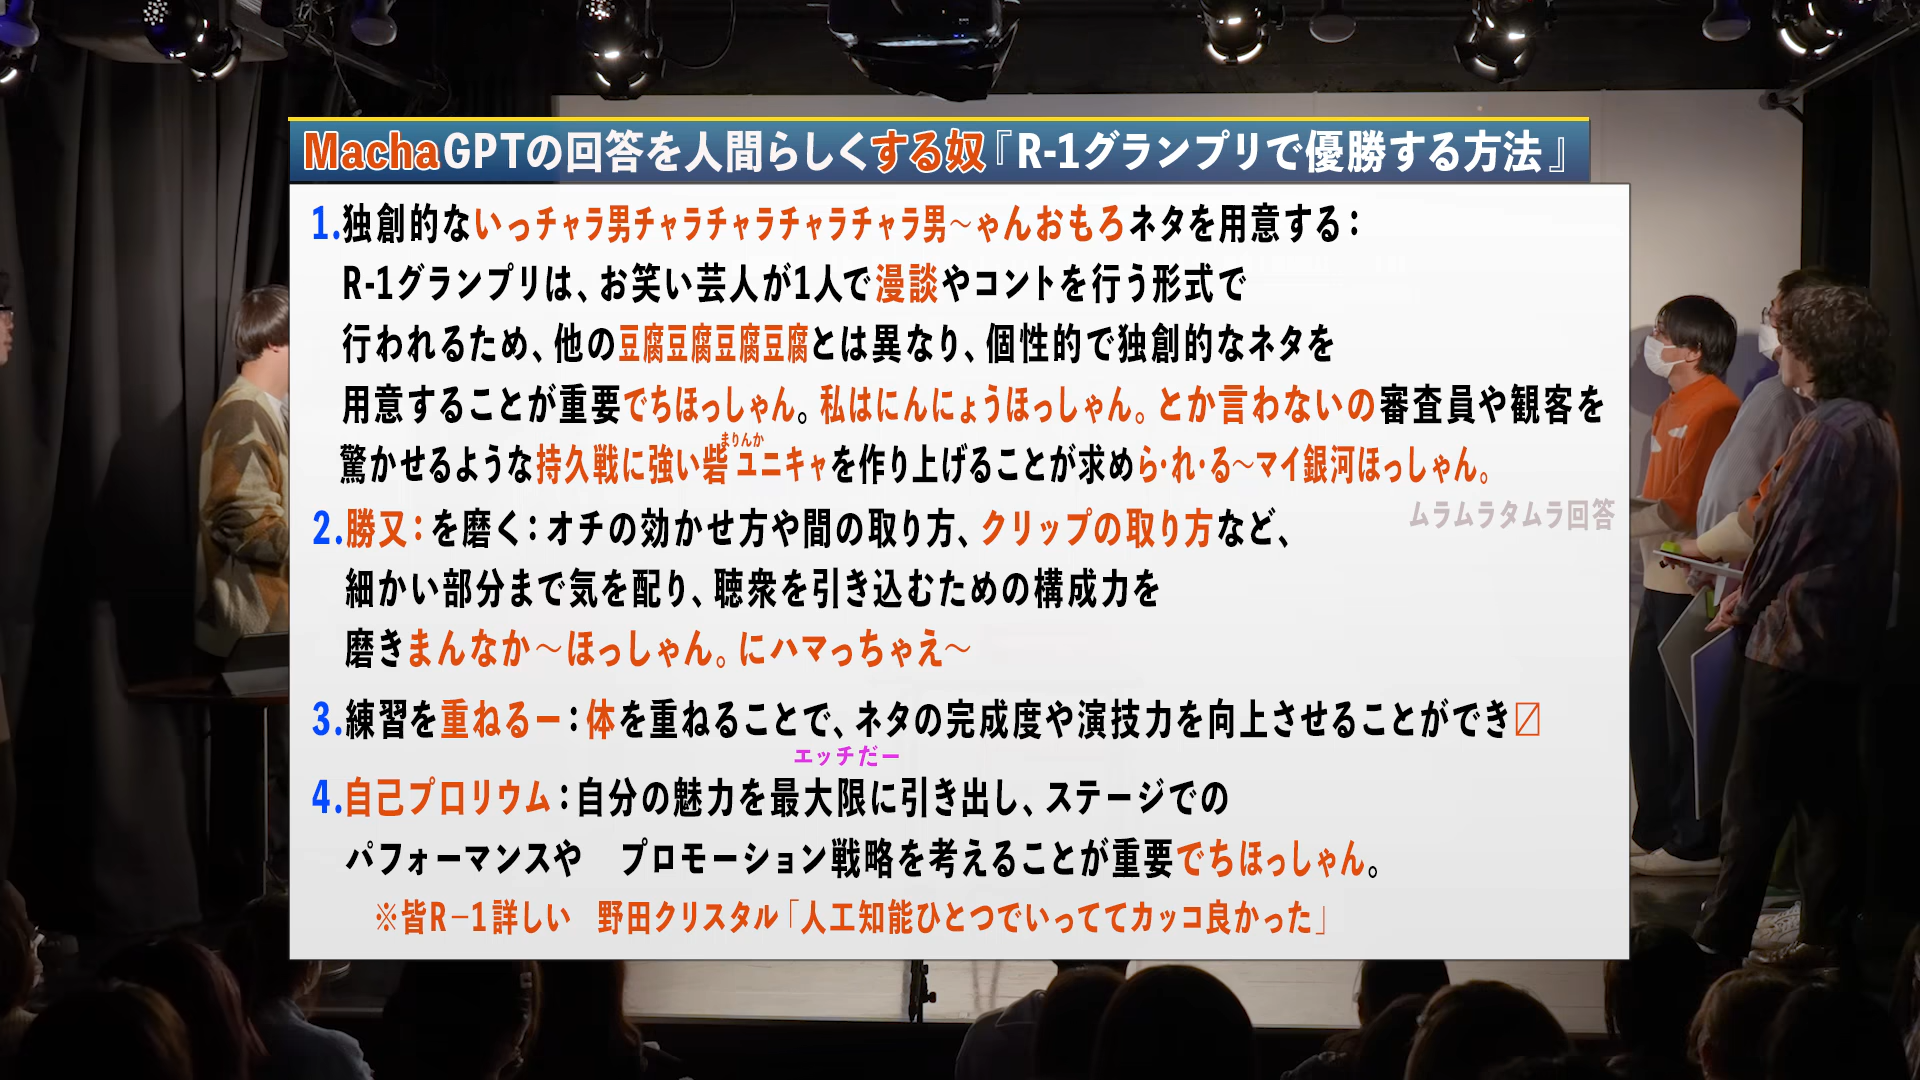 MachaGPTの回答を人間らしくする奴『R-1グランプリで優勝する方法』
1.独創的ないっチャラ男チャラチャラチャラチャラ男～ゃんおもろネタを用意する：
R-1グランプリは、お笑い芸人が1人で漫談やコントを行う形式で
行われるため、他の豆腐豆腐豆腐豆腐とは異なり、個性的で独創的なネタを
用意することが重要でちほっしゃん。私はにんにょうほっしゃん。とか言わないの審査員や観客を
まりんか
驚かせるような持久戦に強い砦ユニキャを作り上げることが求めら・れ・る～マイ銀河ほっしゃん。
ムラムラタムラ回答
2.勝又：を磨く：オチの効かせ方や間の取り方、クリップの取り方など、
細かい部分まで気を配り、聴衆を引き込むための構成力を
磨きまんなか～ほっしゃん。にハマっちゃえ～
3.練習を重ねるー：体を重ねることで、ネタの完成度や演技力を向上させることができ〼
エッチだー
4.自己プロリウム：自分の魅力を最大限に引き出し、ステージでの
パフォーマンスや　プロモーション戦略を考えることが重要でちほっしゃん。
※皆R−1詳しい　野田クリスタル「人工知能ひとつでいっててカッコ良かった」